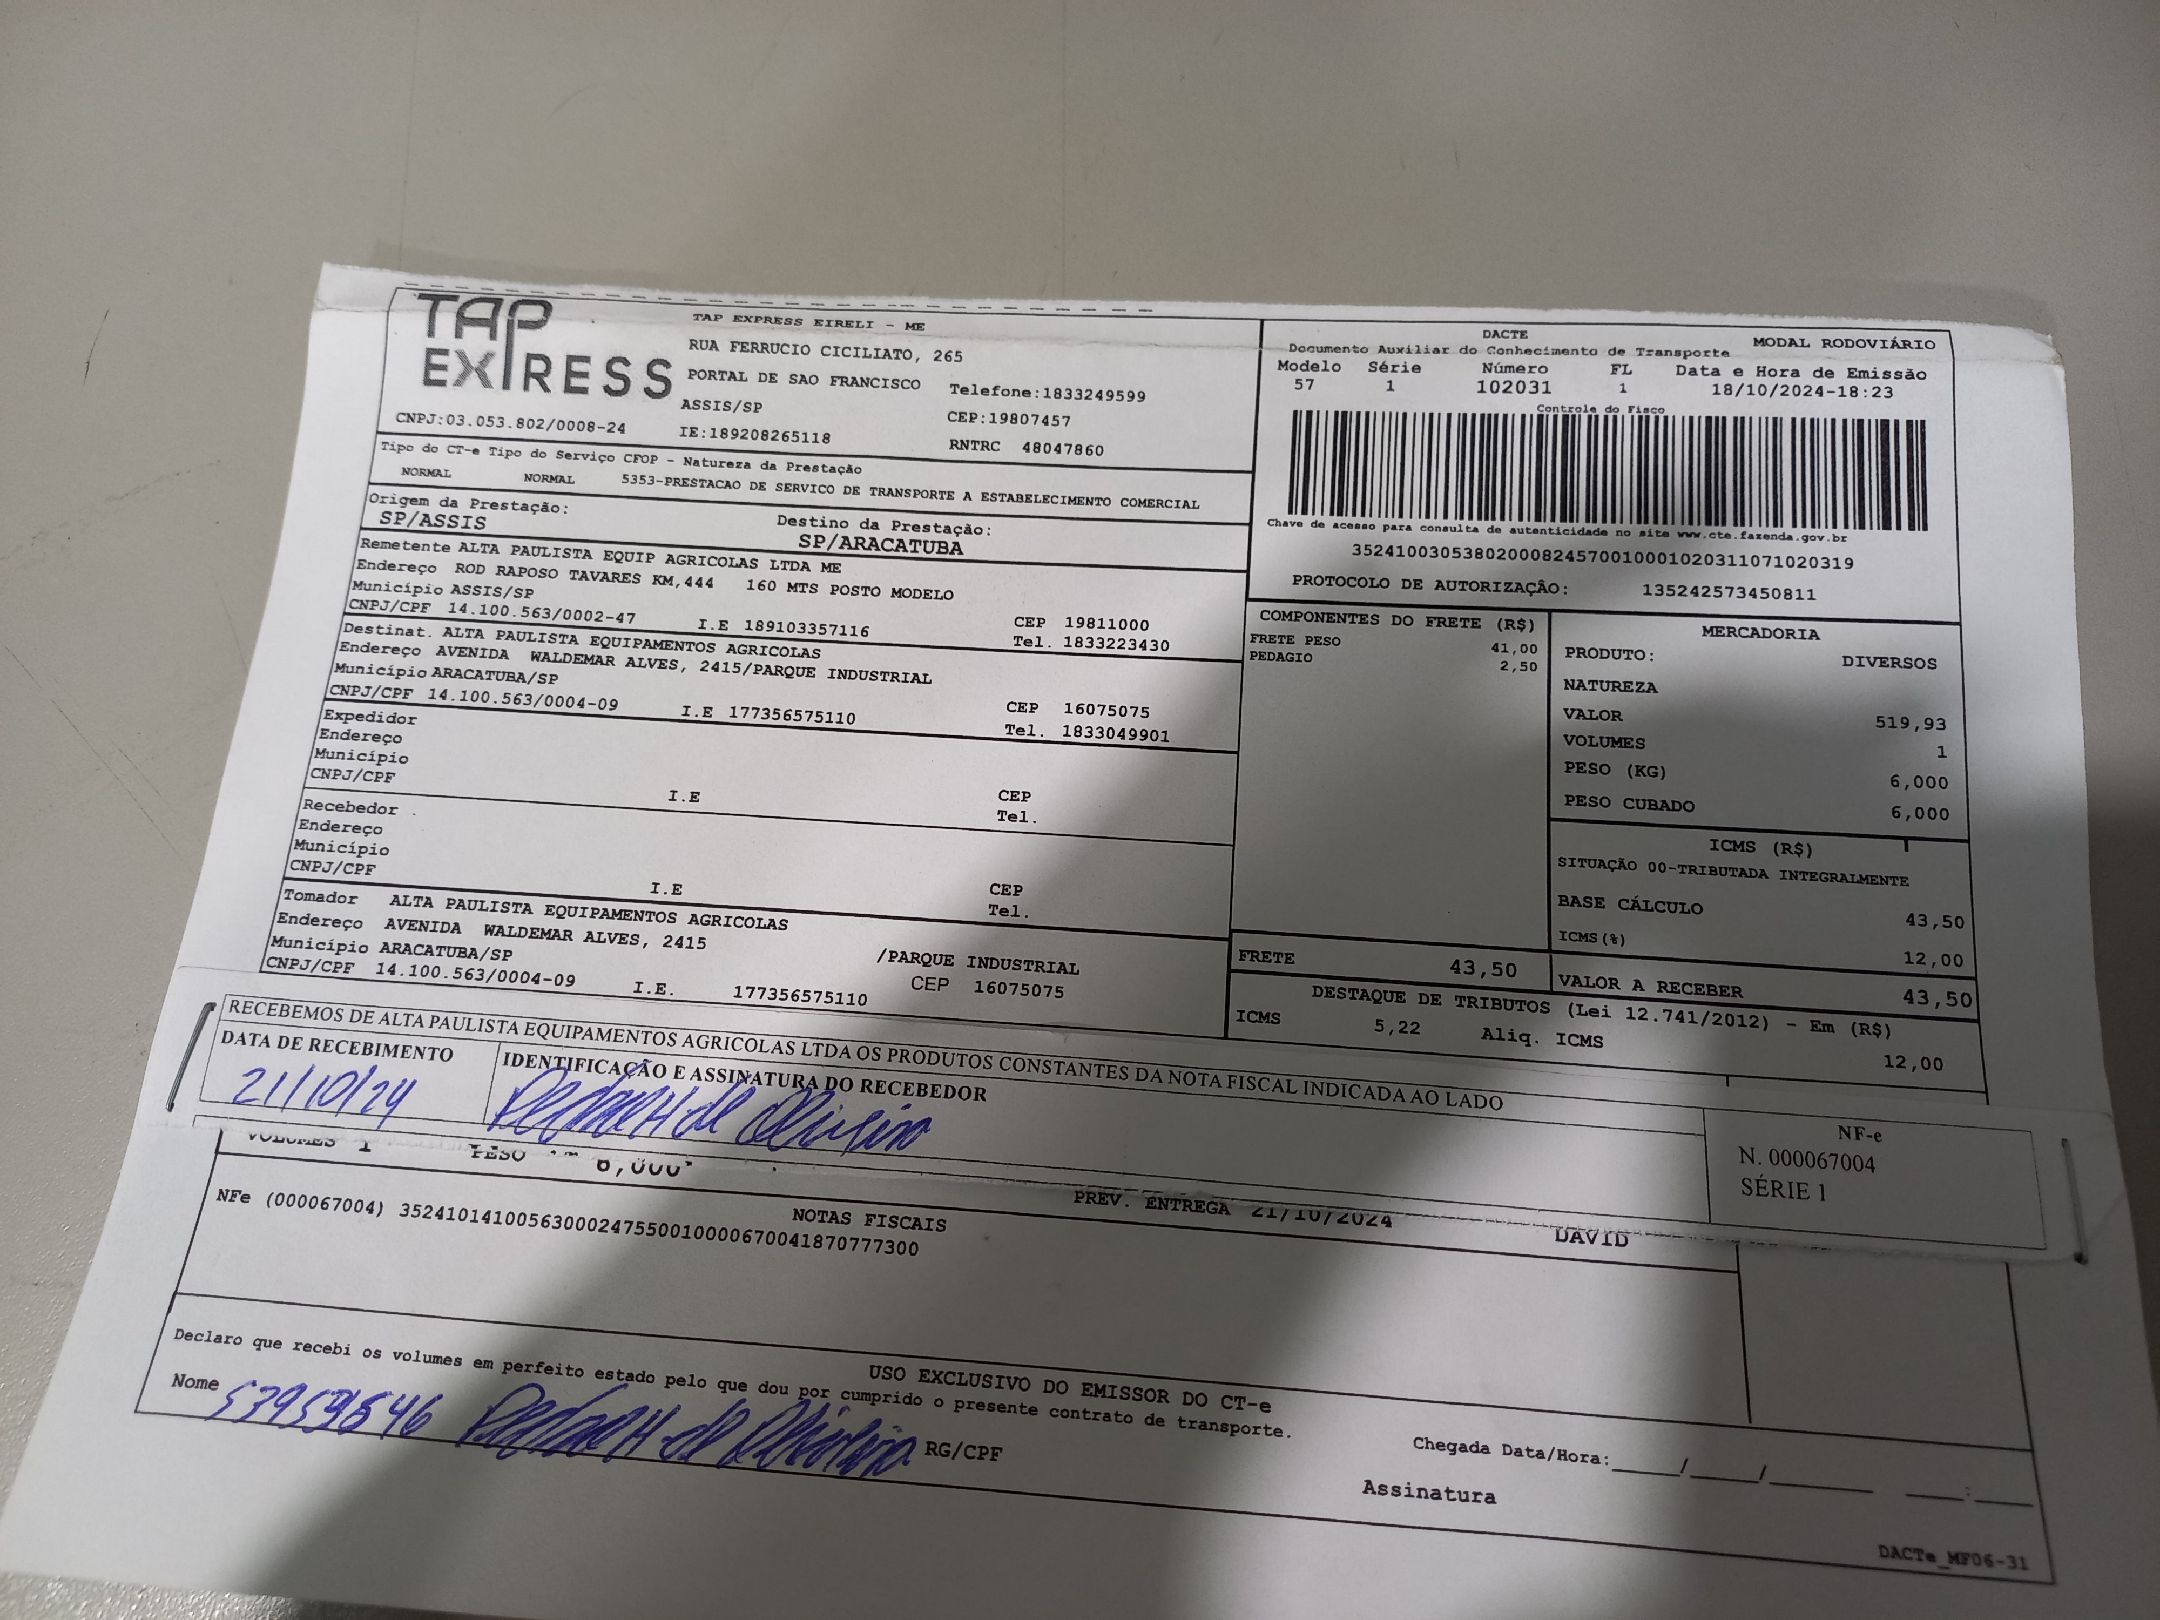 TAP EXPRESS
TAP EXPRESS EIRELI - ME
RUA FERRUCIO CICILIATO, 265
PORTAL DE SAO FRANCISCO Telefone:1833249599
ASSIS/SP CEP:19807457
CNPJ:03.053.802/0008-24 IE:189208265118 RNTRC 48047860
Tipo do CT-e Tipo do Serviço CFOP - Natureza da Prestação
NORMAL NORMAL 5353-PRESTACAO DE SERVICO DE TRANSPORTE A ESTABELECIMENTO COMERCIAL
Origem da Prestação: Destino da Prestação:
SP/ASSIS SP/ARACATUBA
Remetente ALTA PAULISTA EQUIP AGRICOLAS LTDA ME
Endereço ROD RAPOSO TAVARES KM,444 160 MTS POSTO MODELO
Município ASSIS/SP CEP 19811000
CNPJ/CPF 14.100.563/0002-47 I.E 189103357116 Tel. 1833223430
Destinat. ALTA PAULISTA EQUIPAMENTOS AGRICOLAS
Endereço AVENIDA WALDEMAR ALVES, 2415/PARQUE INDUSTRIAL
Município ARACATUBA/SP CEP 16075075
CNPJ/CPF 14.100.563/0004-09 I.E 177356575110 Tel. 1833049901
Expedidor
Endereço
Município CEP
CNPJ/CPF I.E Tel.
Recebedor
Endereço
Município CEP
CNPJ/CPF I.E Tel.
Tomador ALTA PAULISTA EQUIPAMENTOS AGRICOLAS
Endereço AVENIDA WALDEMAR ALVES, 2415 /PARQUE INDUSTRIAL
Município ARACATUBA/SP CEP 16075075
CNPJ/CPF 14.100.563/0004-09 I.E. 177356575110
DACTE MODAL RODOVIÁRIO
Documento Auxiliar do Conhecimento de Transporte
Modelo Série Número FL Data e Hora de Emissão
57 1 102031 1 18/10/2024-18:23
Controle do Fisco
Chave de acesso para consulta de autenticidade no site www.cte.fazenda.gov.br
35241003053802000824570010001020311071020319
PROTOCOLO DE AUTORIZAÇÂO: 135242573450811
COMPONENTES DO FRETE (R$)
FRETE PESO 41,00
PEDAGIO 2,50
MERCADORIA
PRODUTO: DIVERSOS
NATUREZA
VALOR 519,93
VOLUMES 1
PESO (KG) 6,000
PESO CUBADO 6,000
ICMS (R$)
SITUAÇÃO 00-TRIBUTADA INTEGRALMENTE
BASE CÁLCULO 43,50
ICMS(%) 12,00
FRETE 43,50 VALOR A RECEBER 43,50
DESTAQUE DE TRIBUTOS (Lei 12.741/2012) - Em (R$)
ICMS 5,22 Aliq. ICMS 12,00
RECEBEMOS DE ALTA PAULISTA EQUIPAMENTOS AGRICOLAS LTDA OS PRODUTOS CONSTANTES DA NOTA FISCAL INDICADA AO LADO
DATA DE RECEBIMENTO IDENTIFICAÇÃO E ASSINATURA DO RECEBEDOR
21/10/24 H de Oliveira
NF-e
N. 000067004
SÉRIE 1
VOLUMES 1 PESO 6,000 PREV. ENTREGA 21/10/2024 DAVID
NOTAS FISCAIS
NFe (000067004) 35241014100563000247550010000670041870777300
USO EXCLUSIVO DO EMISSOR DO CT-e
Declaro que recebi os volumes em perfeito estado pelo que dou por cumprido o presente contrato de transporte.
Nome H de Oliveira RG/CPF Chegada Data/Hora:____/____/______ ____:____
Assinatura
DACTe_MF06-31